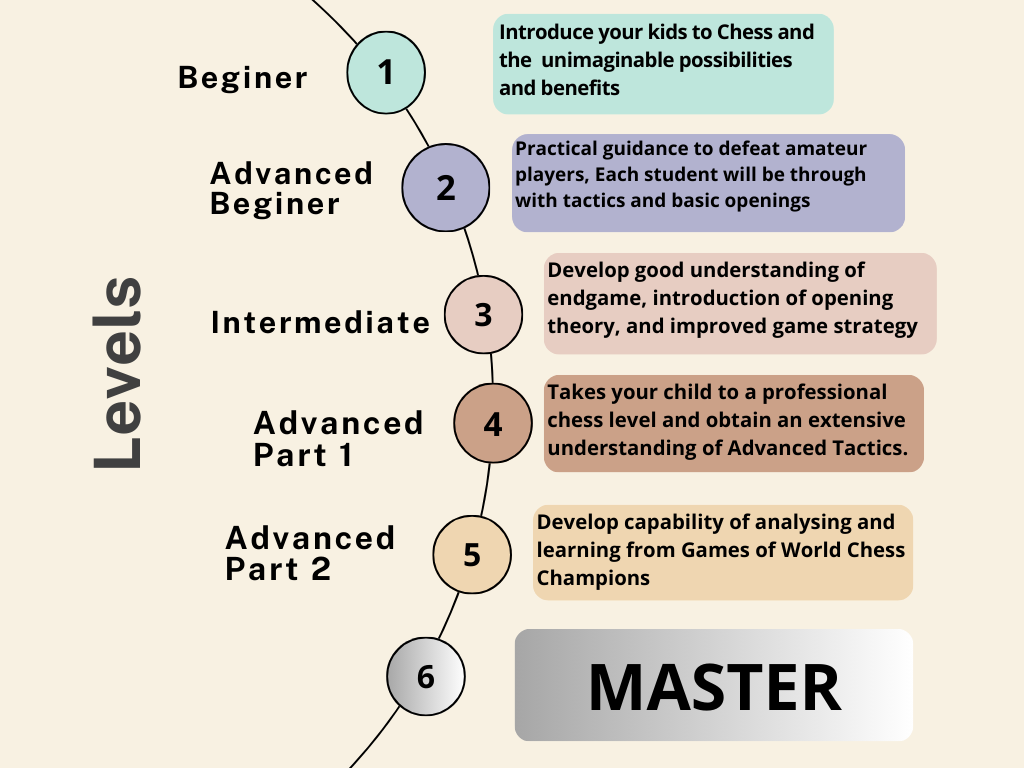 Levels
Beginer
1
Introduce your kids to Chess and
the unimaginable possibilities
and benefits
Advanced
Beginer
2
Practical guidance to defeat amateur
players, Each student will be through
with tactics and basic openings
Intermediate
3
Develop good understanding of
endgame, introduction of opening
theory, and improved game strategy
Advanced
Part 1
4
Takes your child to a professional
chess level and obtain an extensive
understanding of Advanced Tactics.
Advanced
Part 2
5
Develop capability of analysing and
learning from Games of World Chess
Champions
6
MASTER